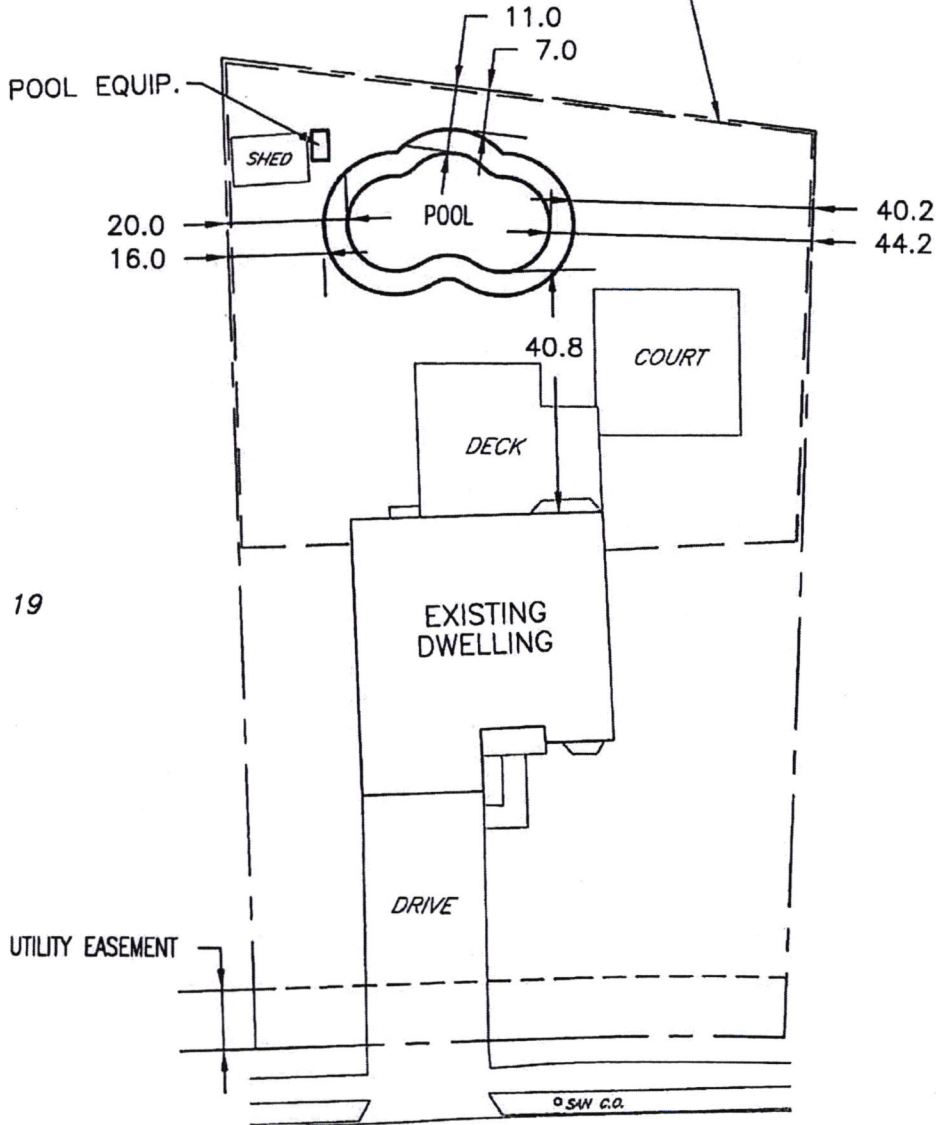 11.0
7.0
POOL EQUIP.
SHED
POOL
20.0
16.0
40.2
44.2
40.8
COURT
DECK
19
EXISTING
DWELLING
DRIVE
UTILITY EASEMENT
SAN C.O.